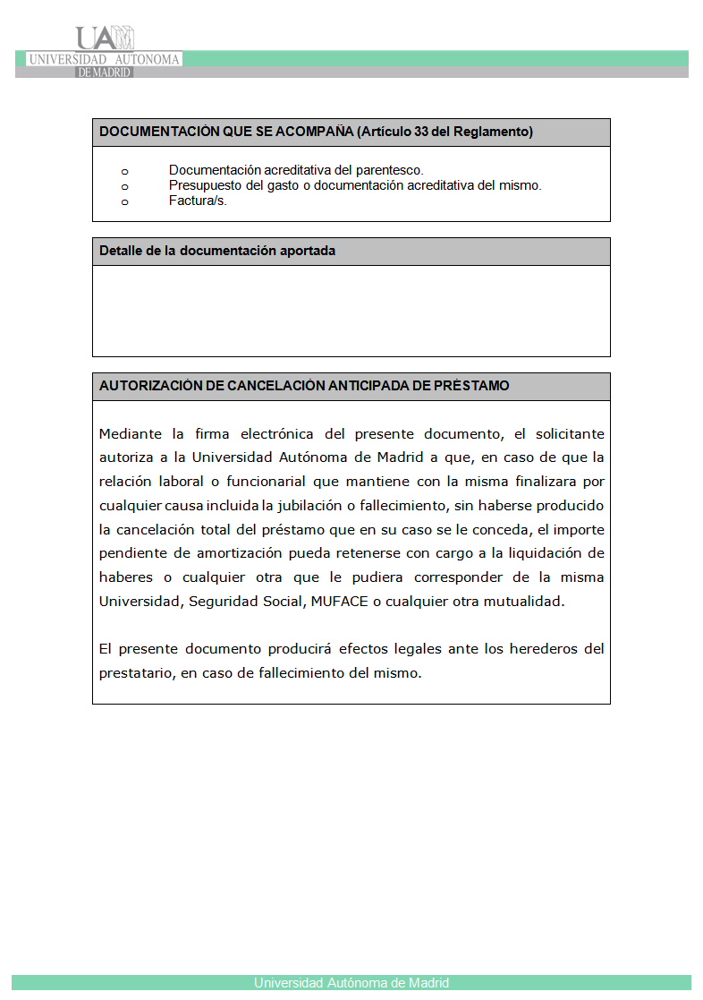 UAM
UNIVERSIDAD AUTONOMA
DE MADRID
DOCUMENTACIÓN QUE SE ACOMPAÑA (Artículo 33 del Reglamento)
o Documentación acreditativa del parentesco.
o Presupuesto del gasto o documentación acreditativa del mismo.
o Factura/s.
Detalle de la documentación aportada
AUTORIZACIÓN DE CANCELACIÓN ANTICIPADA DE PRÉSTAMO
Mediante la firma electrónica del presente documento, el solicitante
autoriza a la Universidad Autónoma de Madrid a que, en caso de que la
relación laboral o funcionarial que mantiene con la misma finalizara por
cualquier causa incluida la jubilación o fallecimiento, sin haberse producido
la cancelación total del préstamo que en su caso se le conceda, el importe
pendiente de amortización pueda retenerse con cargo a la liquidación de
haberes o cualquier otra que le pudiera corresponder de la misma
Universidad, Seguridad Social, MUFACE o cualquier otra mutualidad.
El presente documento producirá efectos legales ante los herederos del
prestatario, en caso de fallecimiento del mismo.
Universidad Autónoma de Madrid